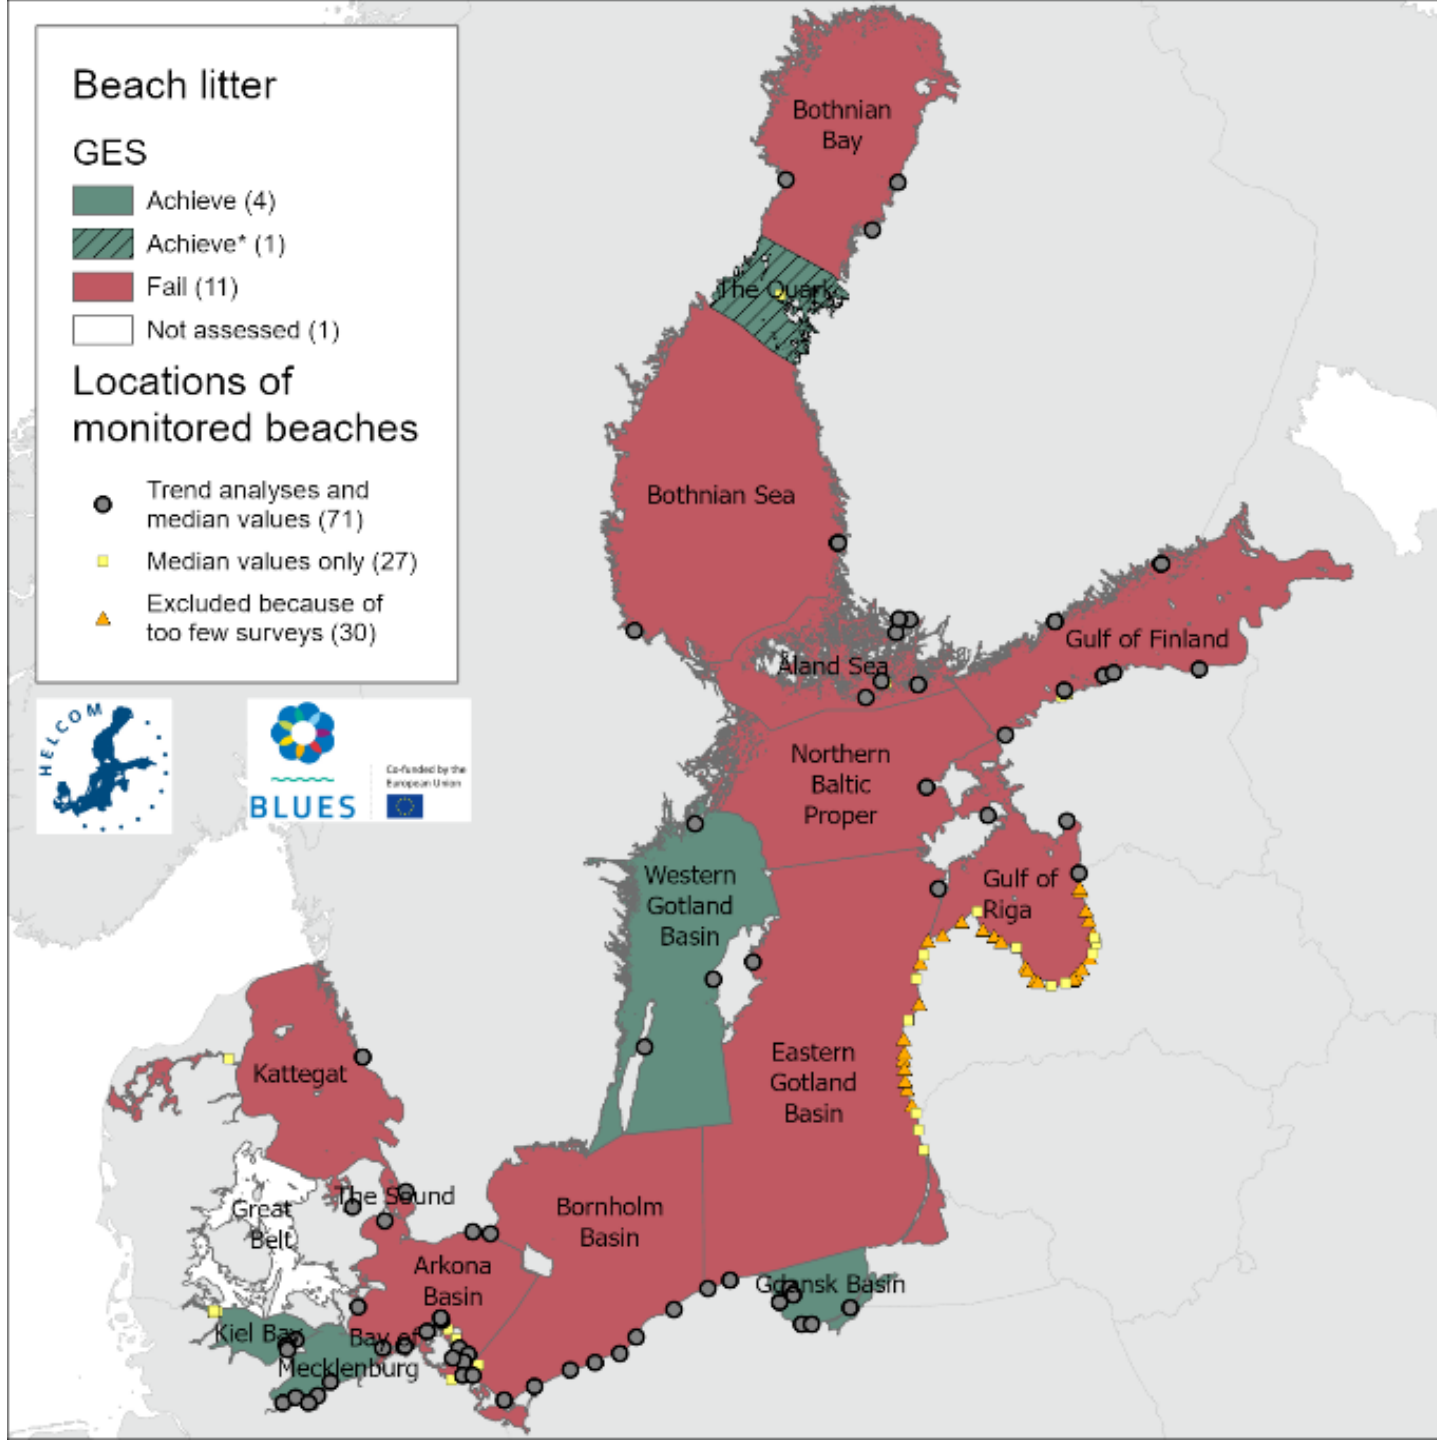 Beach litter
GES
Achieve (4)
Achieve* (1)
Fail (11)
Not assessed (1)
Locations of
monitored beaches
Trend analyses and
median values (71)
Median values only (27)
Excluded because of
too few surveys (30)
HELCOM
BLUES
Co-funded by the
European Union
Bothnian
Bay
The Quark
Bothnian Sea
Åland Sea
Gulf of Finland
Northern
Baltic
Proper
Western
Gotland
Basin
Gulf of
Riga
Kattegat
Eastern
Gotland
Basin
The Sound
Great
Belt
Bornholm
Basin
Arkona
Basin
Gdansk Basin
Kiel Bay
Bay of
Mecklenburg